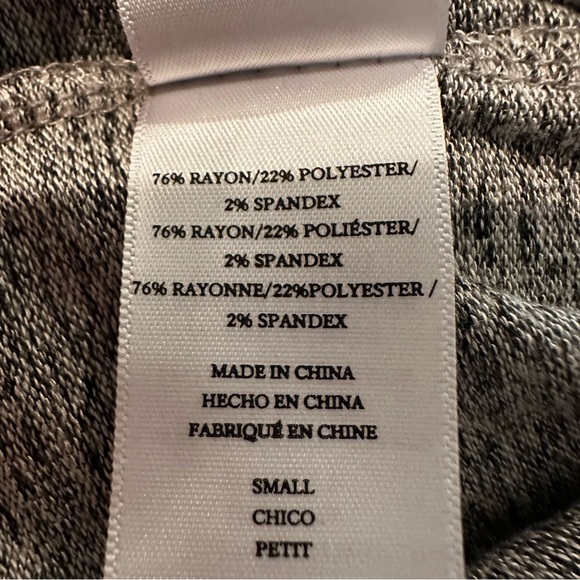 76% RAYON/22% POLYESTER/
2% SPANDEX
76% RAYON/22% POLIÉSTER/
2% SPANDEX
76% RAYONNE/22%POLYESTER /
2% SPANDEX
MADE IN CHINA
HECHO EN CHINA
FABRIQUÉ EN CHINE
SMALL
CHICO
PETIT